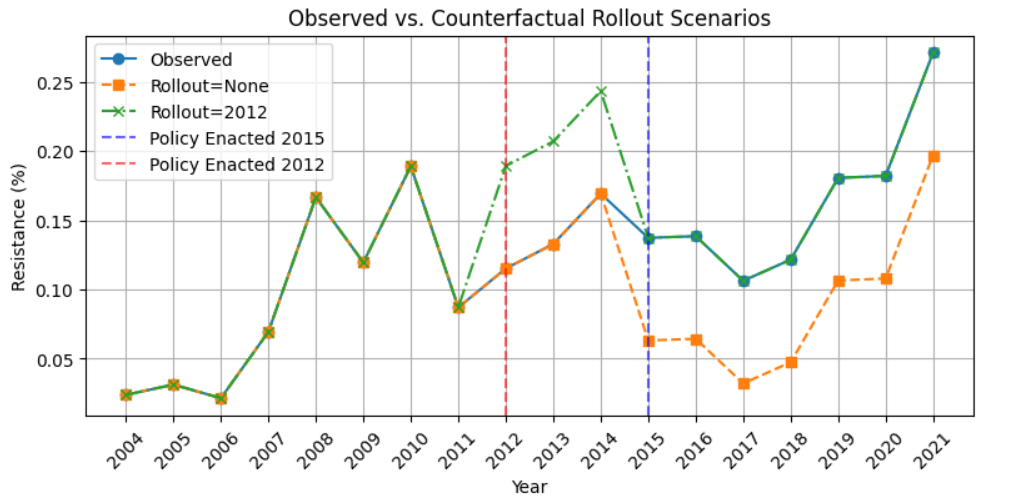 Observed vs. Counterfactual Rollout Scenarios
Observed
Rollout=None
Rollout=2012
Policy Enacted 2015
Policy Enacted 2012
Resistance (%)
0.25
0.20
0.15
0.10
0.05
2004 2005 2006 2007 2008 2009 2010 2011 2012 2013 2014 2015 2016 2017 2018 2019 2020 2021
Year